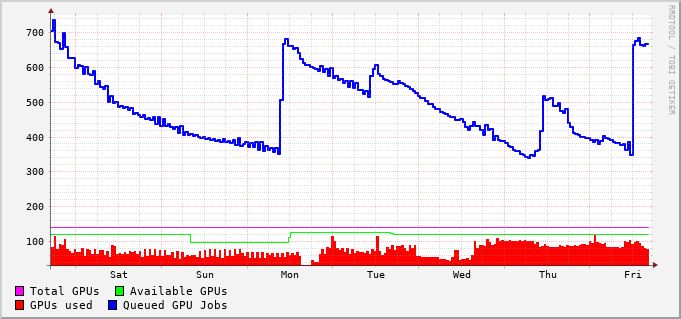 700
600
500
400
300
200
100
Sat Sun Mon Tue Wed Thu Fri
Total GPUs Available GPUs
GPUs used Queued GPU Jobs
RRDTOOL / TOBI OETIKER